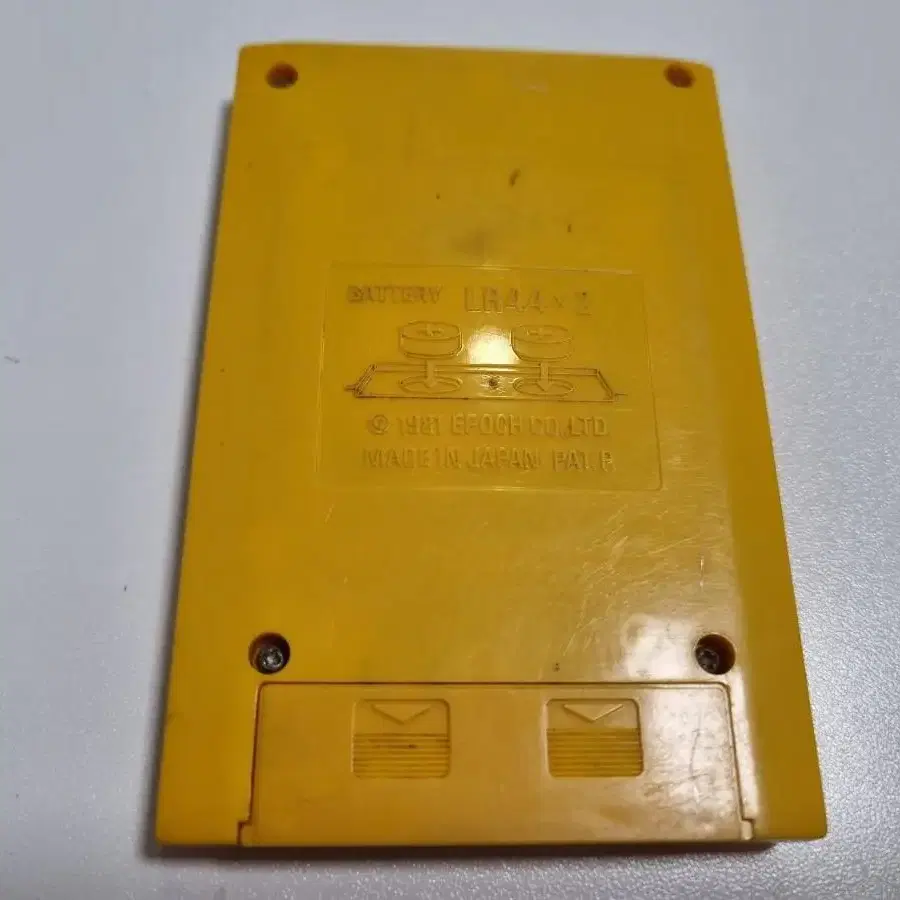 BATTERY LR44×2
© 1981 EPOCH CO., LTD.
MADE IN JAPAN PAT. P.